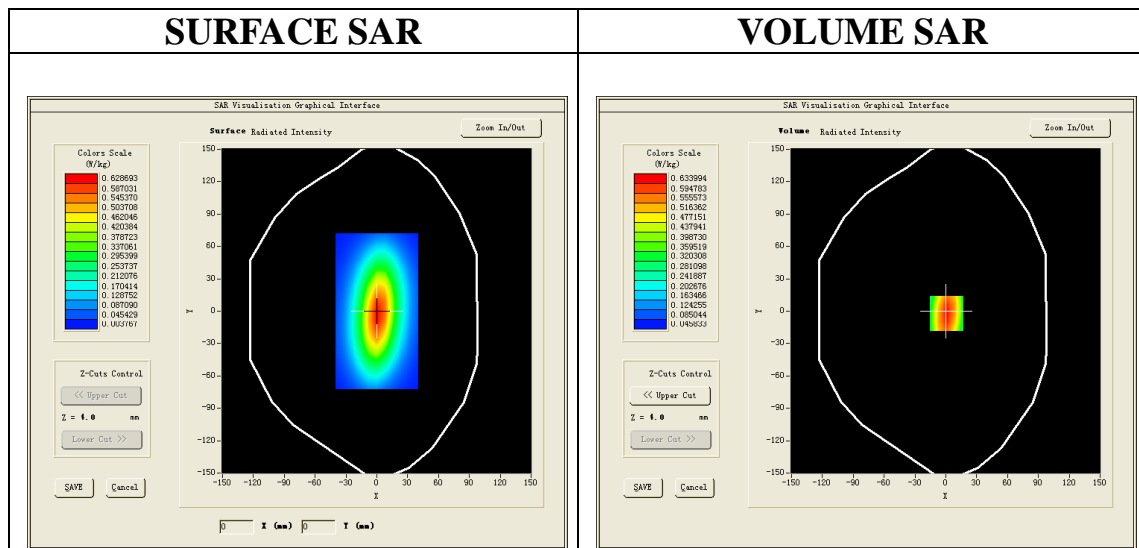 SURFACE SAR
VOLUME SAR
SAR Visualisation Graphical Interface
Surface Radiated Intensity
Zoom In/Out
Colors Scale
(W/kg)
0.628693
0.587031
0.545370
0.503708
0.462046
0.420384
0.378723
0.337061
0.295399
0.253737
0.212076
0.170414
0.128752
0.087090
0.045429
0.003767
150
120
90
60
30
0
-30
-60
-90
-120
-150
Y
-150 -120 -90 -60 -30 0 30 60 90 120 150
X
Z-Cuts Control
<< Upper Cut
Z = 4.0 mm
Lower Cut >>
SAVE Cancel
0 X (mm) 0 Y (mm)
SAR Visualisation Graphical Interface
Volume Radiated Intensity
Zoom In/Out
Colors Scale
(W/kg)
0.633994
0.594783
0.555573
0.516362
0.477151
0.437941
0.398730
0.359519
0.320308
0.281098
0.241887
0.202676
0.163466
0.124255
0.085044
0.045833
150
120
90
60
30
0
-30
-60
-90
-120
-150
Y
-150 -120 -90 -60 -30 0 30 60 90 120 150
X
Z-Cuts Control
<< Upper Cut
Z = 4.0 mm
Lower Cut >>
SAVE Cancel